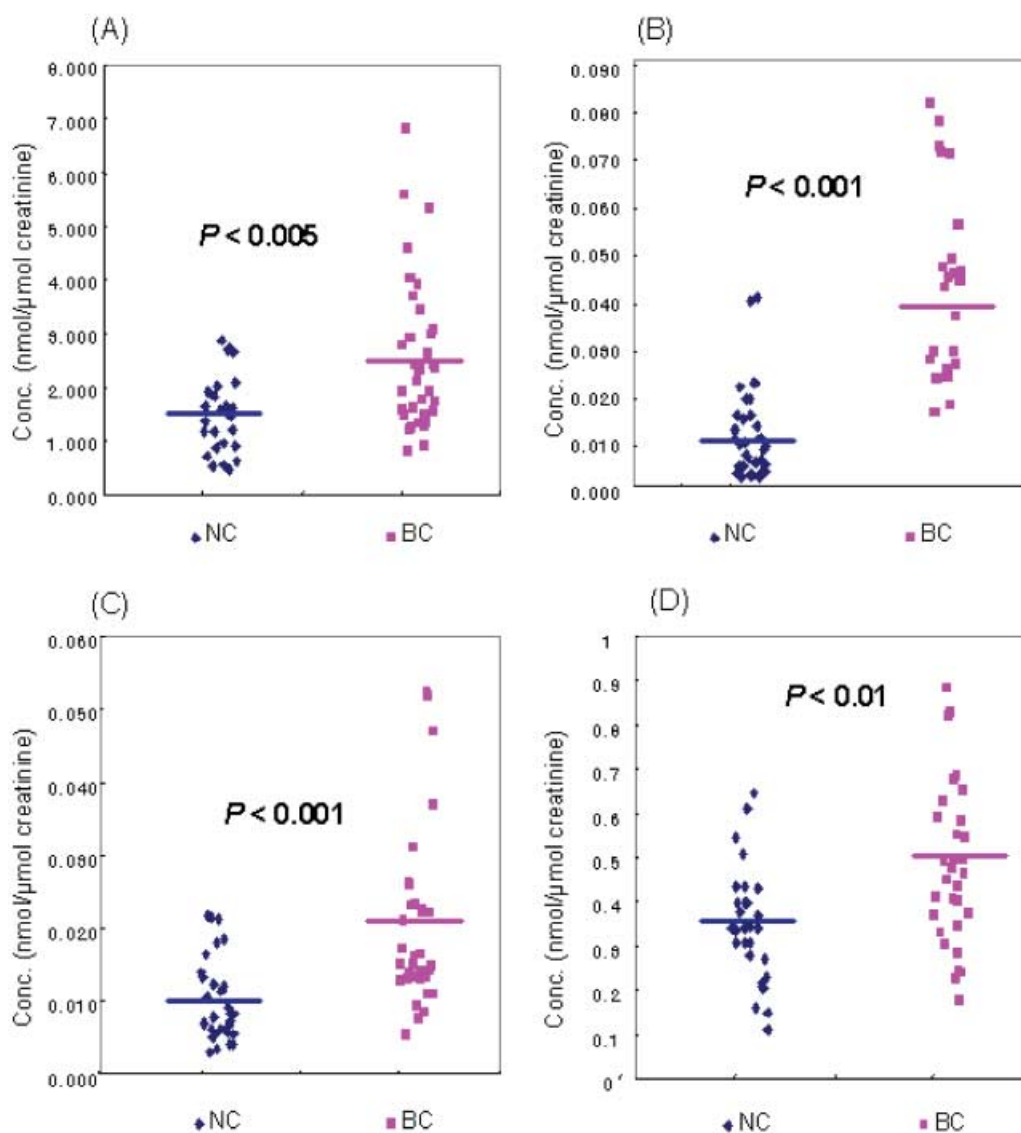 (A)
Conc. (nmol/µmol creatinine)
8.000
7.000
6.000
5.000
4.000
3.000
2.000
1.000
0.000
P < 0.005
NC
BC
(B)
Conc. (nmol/µmol creatinine)
0.090
0.080
0.070
0.060
0.050
0.040
0.030
0.020
0.010
0.000
P < 0.001
NC
BC
(C)
Conc. (nmol/µmol creatinine)
0.060
0.050
0.040
0.030
0.020
0.010
0.000
P < 0.001
NC
BC
(D)
Conc. (nmol/µmol creatinine)
1
0.9
0.8
0.7
0.6
0.5
0.4
0.3
0.2
0.1
0
P < 0.01
NC
BC